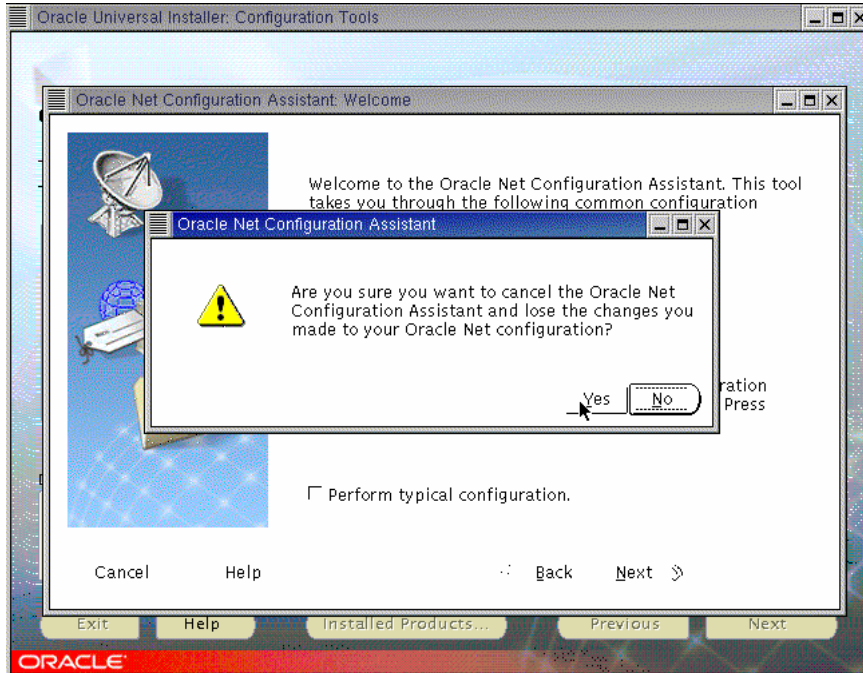 Oracle Universal Installer: Configuration Tools
Oracle Net Configuration Assistant: Welcome
Welcome to the Oracle Net Configuration Assistant. This tool
takes you through the following common configuration
Oracle Net Configuration Assistant
Are you sure you want to cancel the Oracle Net
Configuration Assistant and lose the changes you
made to your Oracle Net configuration?
Yes No
ration
Press
Perform typical configuration.
Cancel Help Back Next
Exit Help Installed Products... Previous Next
ORACLE